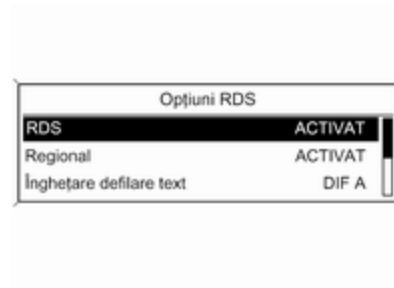 Opțiuni RDS
RDS ACTIVAT
Regional ACTIVAT
Înghețare defilare text DIF A